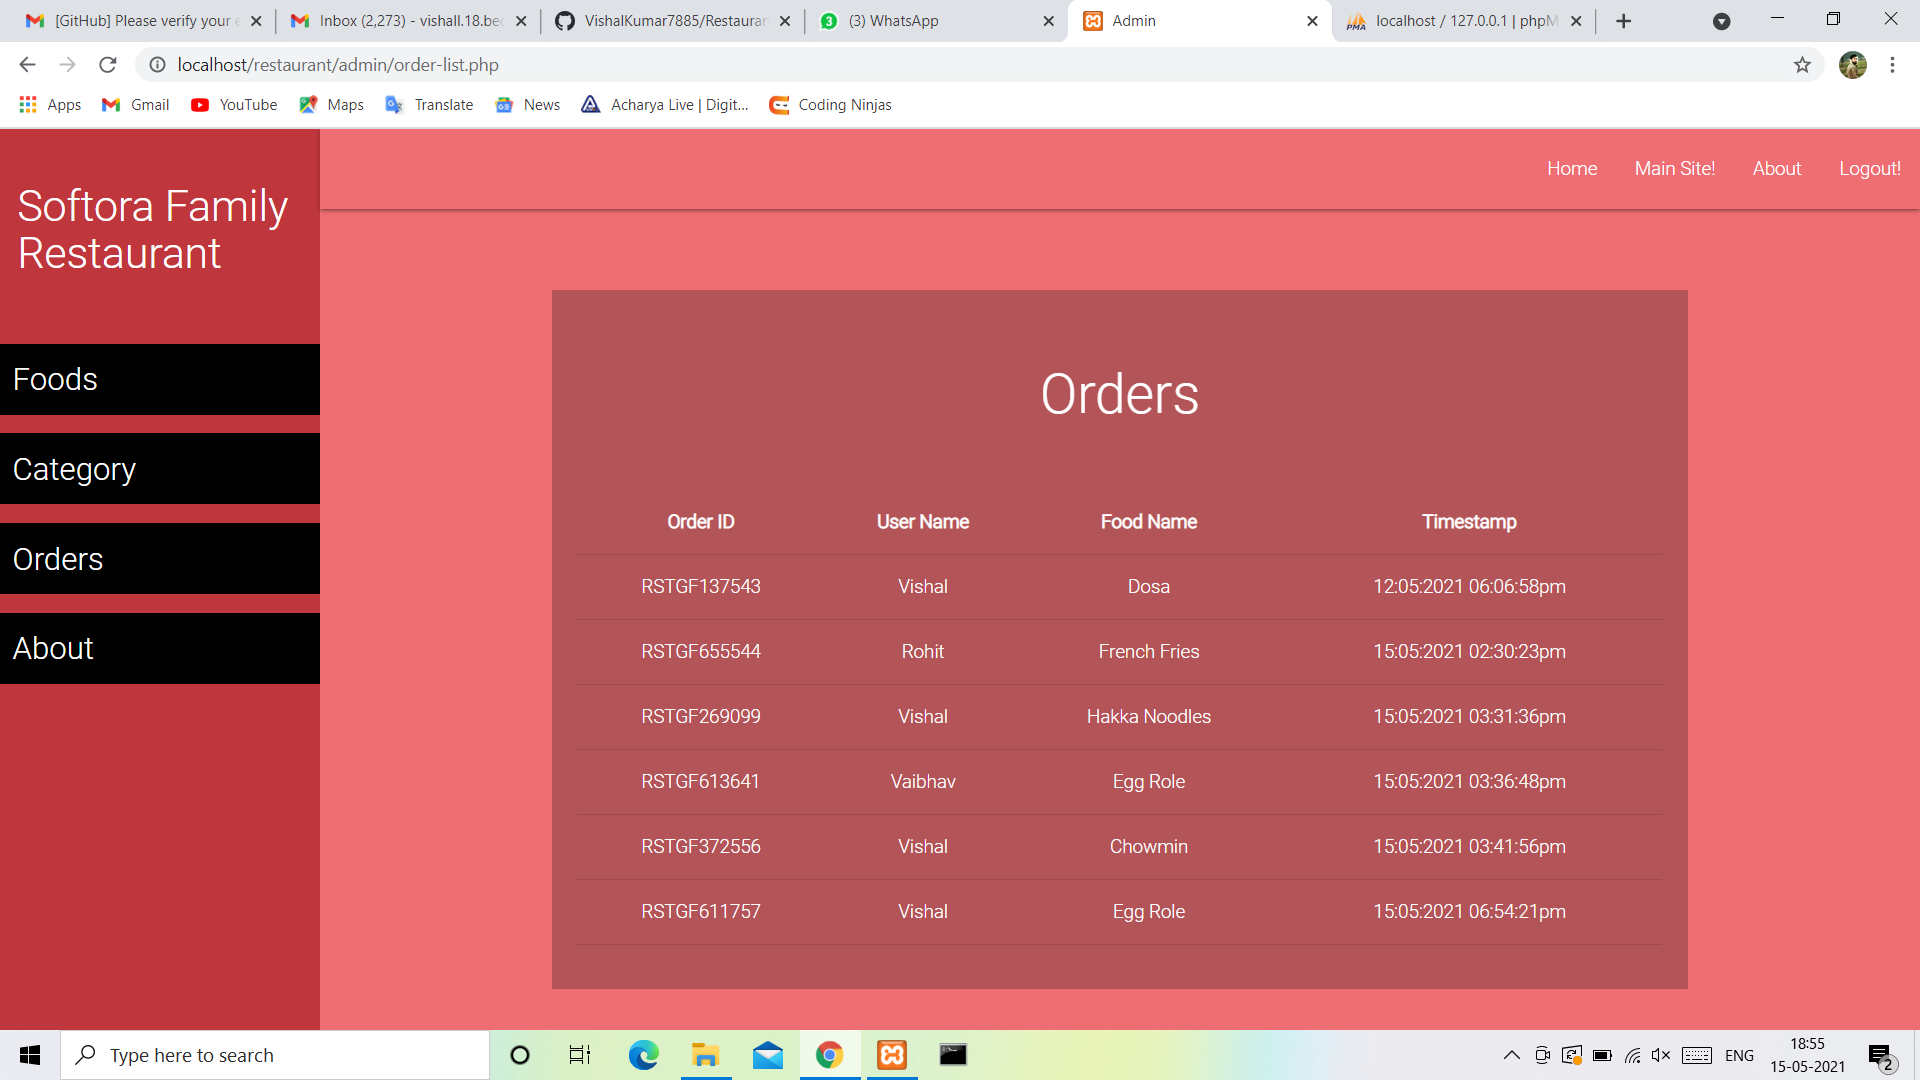 [GitHub] Please verify your
Inbox (2,273) - vishall.18.bec
VishalKumar7885/Restauran
(3) WhatsApp
Admin
localhost / 127.0.0.1 | phpM
localhost/restaurant/admin/order-list.php
Apps
Gmail
YouTube
Maps
Translate
News
Acharya Live | Digit...
Coding Ninjas
Home
Main Site!
About
Logout!
Softora Family
Restaurant
Foods
Category
Orders
About
Orders
Order ID User Name Food Name Timestamp
RSTGF137543 Vishal Dosa 12:05:2021 06:06:58pm
RSTGF655544 Rohit French Fries 15:05:2021 02:30:23pm
RSTGF269099 Vishal Hakka Noodles 15:05:2021 03:31:36pm
RSTGF613641 Vaibhav Egg Role 15:05:2021 03:36:48pm
RSTGF372556 Vishal Chowmin 15:05:2021 03:41:56pm
RSTGF611757 Vishal Egg Role 15:05:2021 06:54:21pm
Type here to search
ENG
18:55
15-05-2021
2